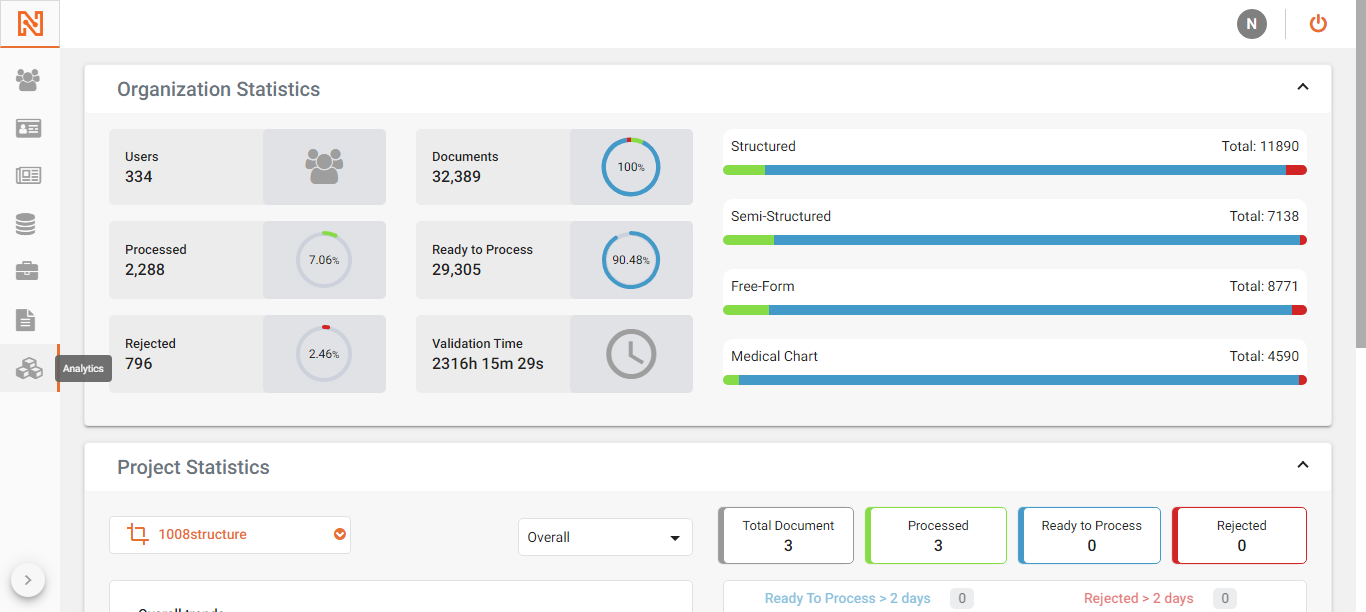 N
Organization Statistics
Users
334
Documents
32,389
100%
Structured
Total: 11890
Processed
2,288
7.06%
Ready to Process
29,305
90.48%
Semi-Structured
Total: 7138
Free-Form
Total: 8771
Rejected
796
2.46%
Validation Time
2316h 15m 29s
Medical Chart
Total: 4590
Analytics
Project Statistics
1008structure
Overall
Total Document
3
Processed
3
Ready to Process
0
Rejected
0
Overall trends
Ready To Process > 2 days 0
Rejected > 2 days 0